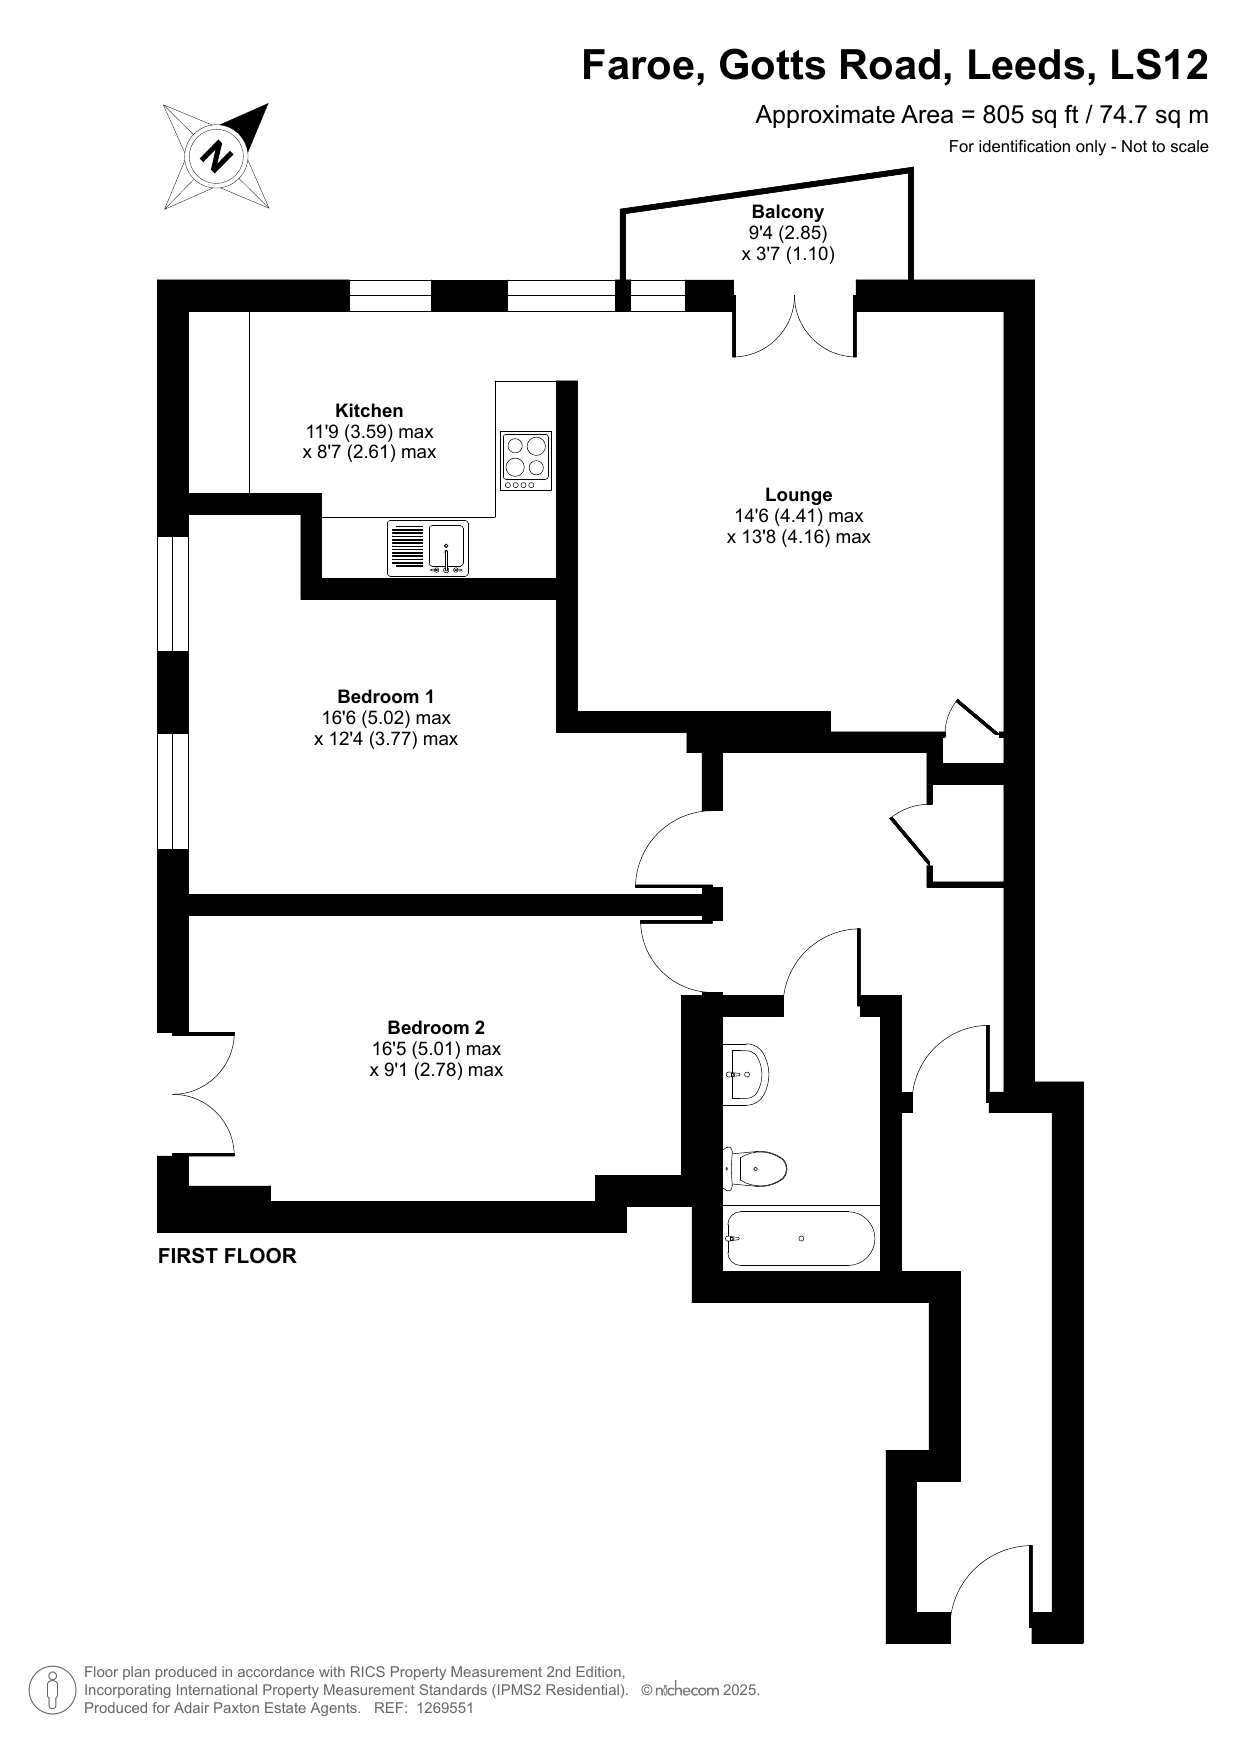 Faroe, Gotts Road, Leeds, LS12
Approximate Area = 805 sq ft / 74.7 sq m
For identification only - Not to scale
N
Balcony
9'4 (2.85)
x 3'7 (1.10)
Kitchen
11'9 (3.59) max
x 8'7 (2.61) max
Lounge
14'6 (4.41) max
x 13'8 (4.16) max
Bedroom 1
16'6 (5.02) max
x 12'4 (3.77) max
Bedroom 2
16'5 (5.01) max
x 9'1 (2.78) max
FIRST FLOOR
Floor plan produced in accordance with RICS Property Measurement 2nd Edition,
Incorporating International Property Measurement Standards (IPMS2 Residential). © nichecom 2025.
Produced for Adair Paxton Estate Agents. REF: 1269551